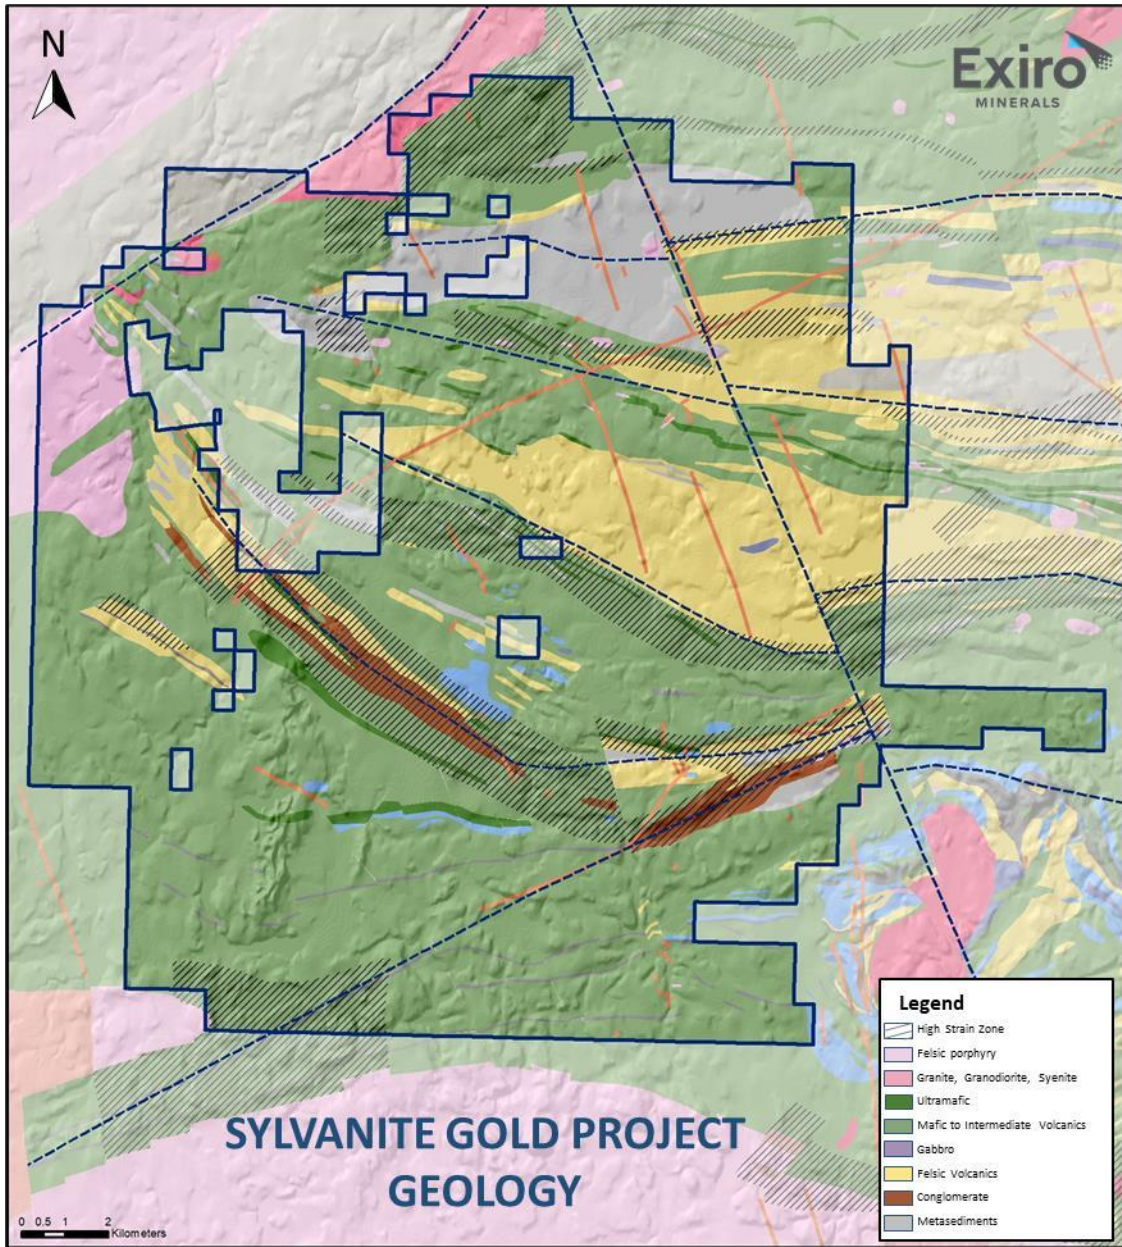 N
Exiro
MINERALS
Legend
High Strain Zone
Felsic porphyry
Granite, Granodiorite, Syenite
Ultramafic
Mafic to Intermediate Volcanics
Gabbro
Felsic Volcanics
Conglomerate
Metasediments
SYLVANITE GOLD PROJECT
GEOLOGY
0 0.5 1 2
Kilometers